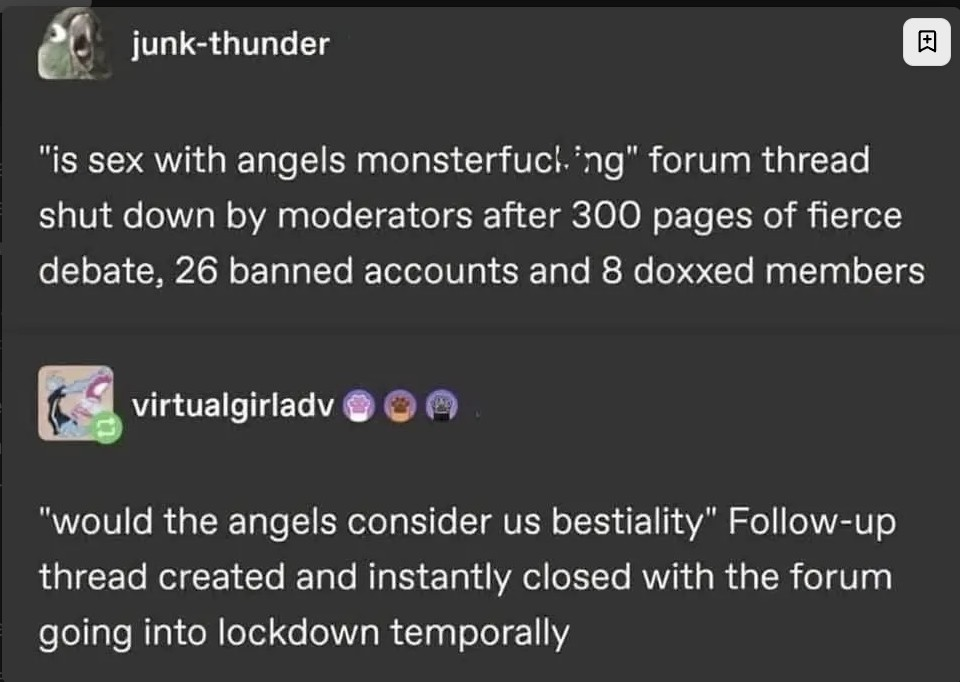 junk-thunder
"is sex with angels monsterfucking" forum thread
shut down by moderators after 300 pages of fierce
debate, 26 banned accounts and 8 doxxed members
virtualgirladv
"would the angels consider us bestiality" Follow-up
thread created and instantly closed with the forum
going into lockdown temporally